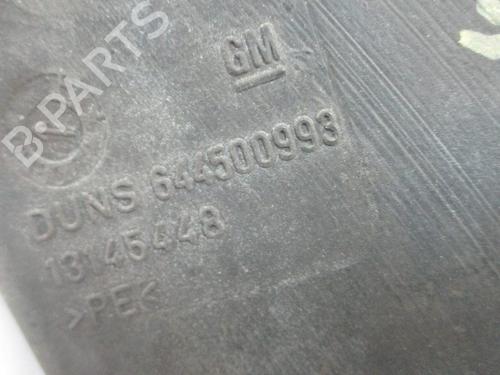 GM
DUNS 644500993
13145448
>PE<
B-PARTS